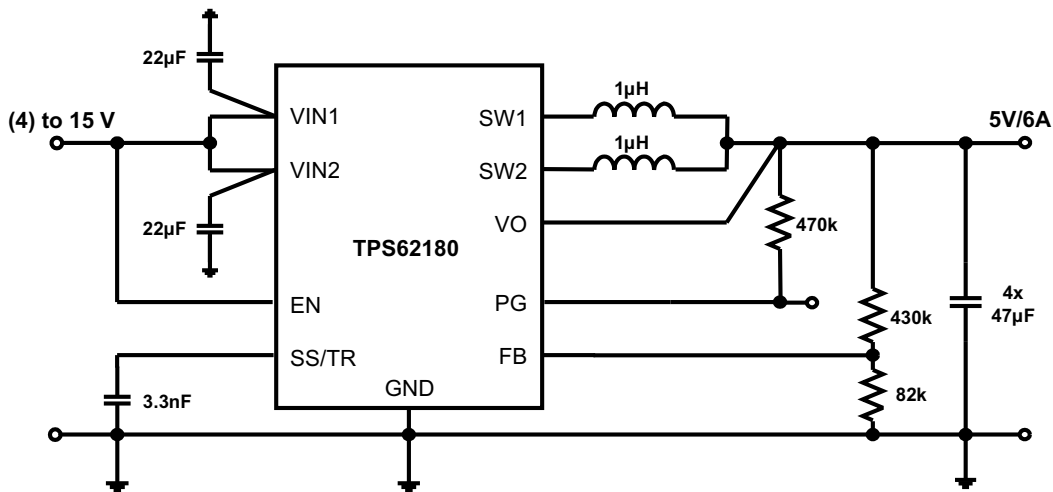 22µF
(4) to 15 V
22µF
3.3nF
VIN1
VIN2
TPS62180
EN
SS/TR
GND
SW1
SW2
VO
PG
FB
1µH
1µH
470k
430k
82k
4x
47µF
5V/6A